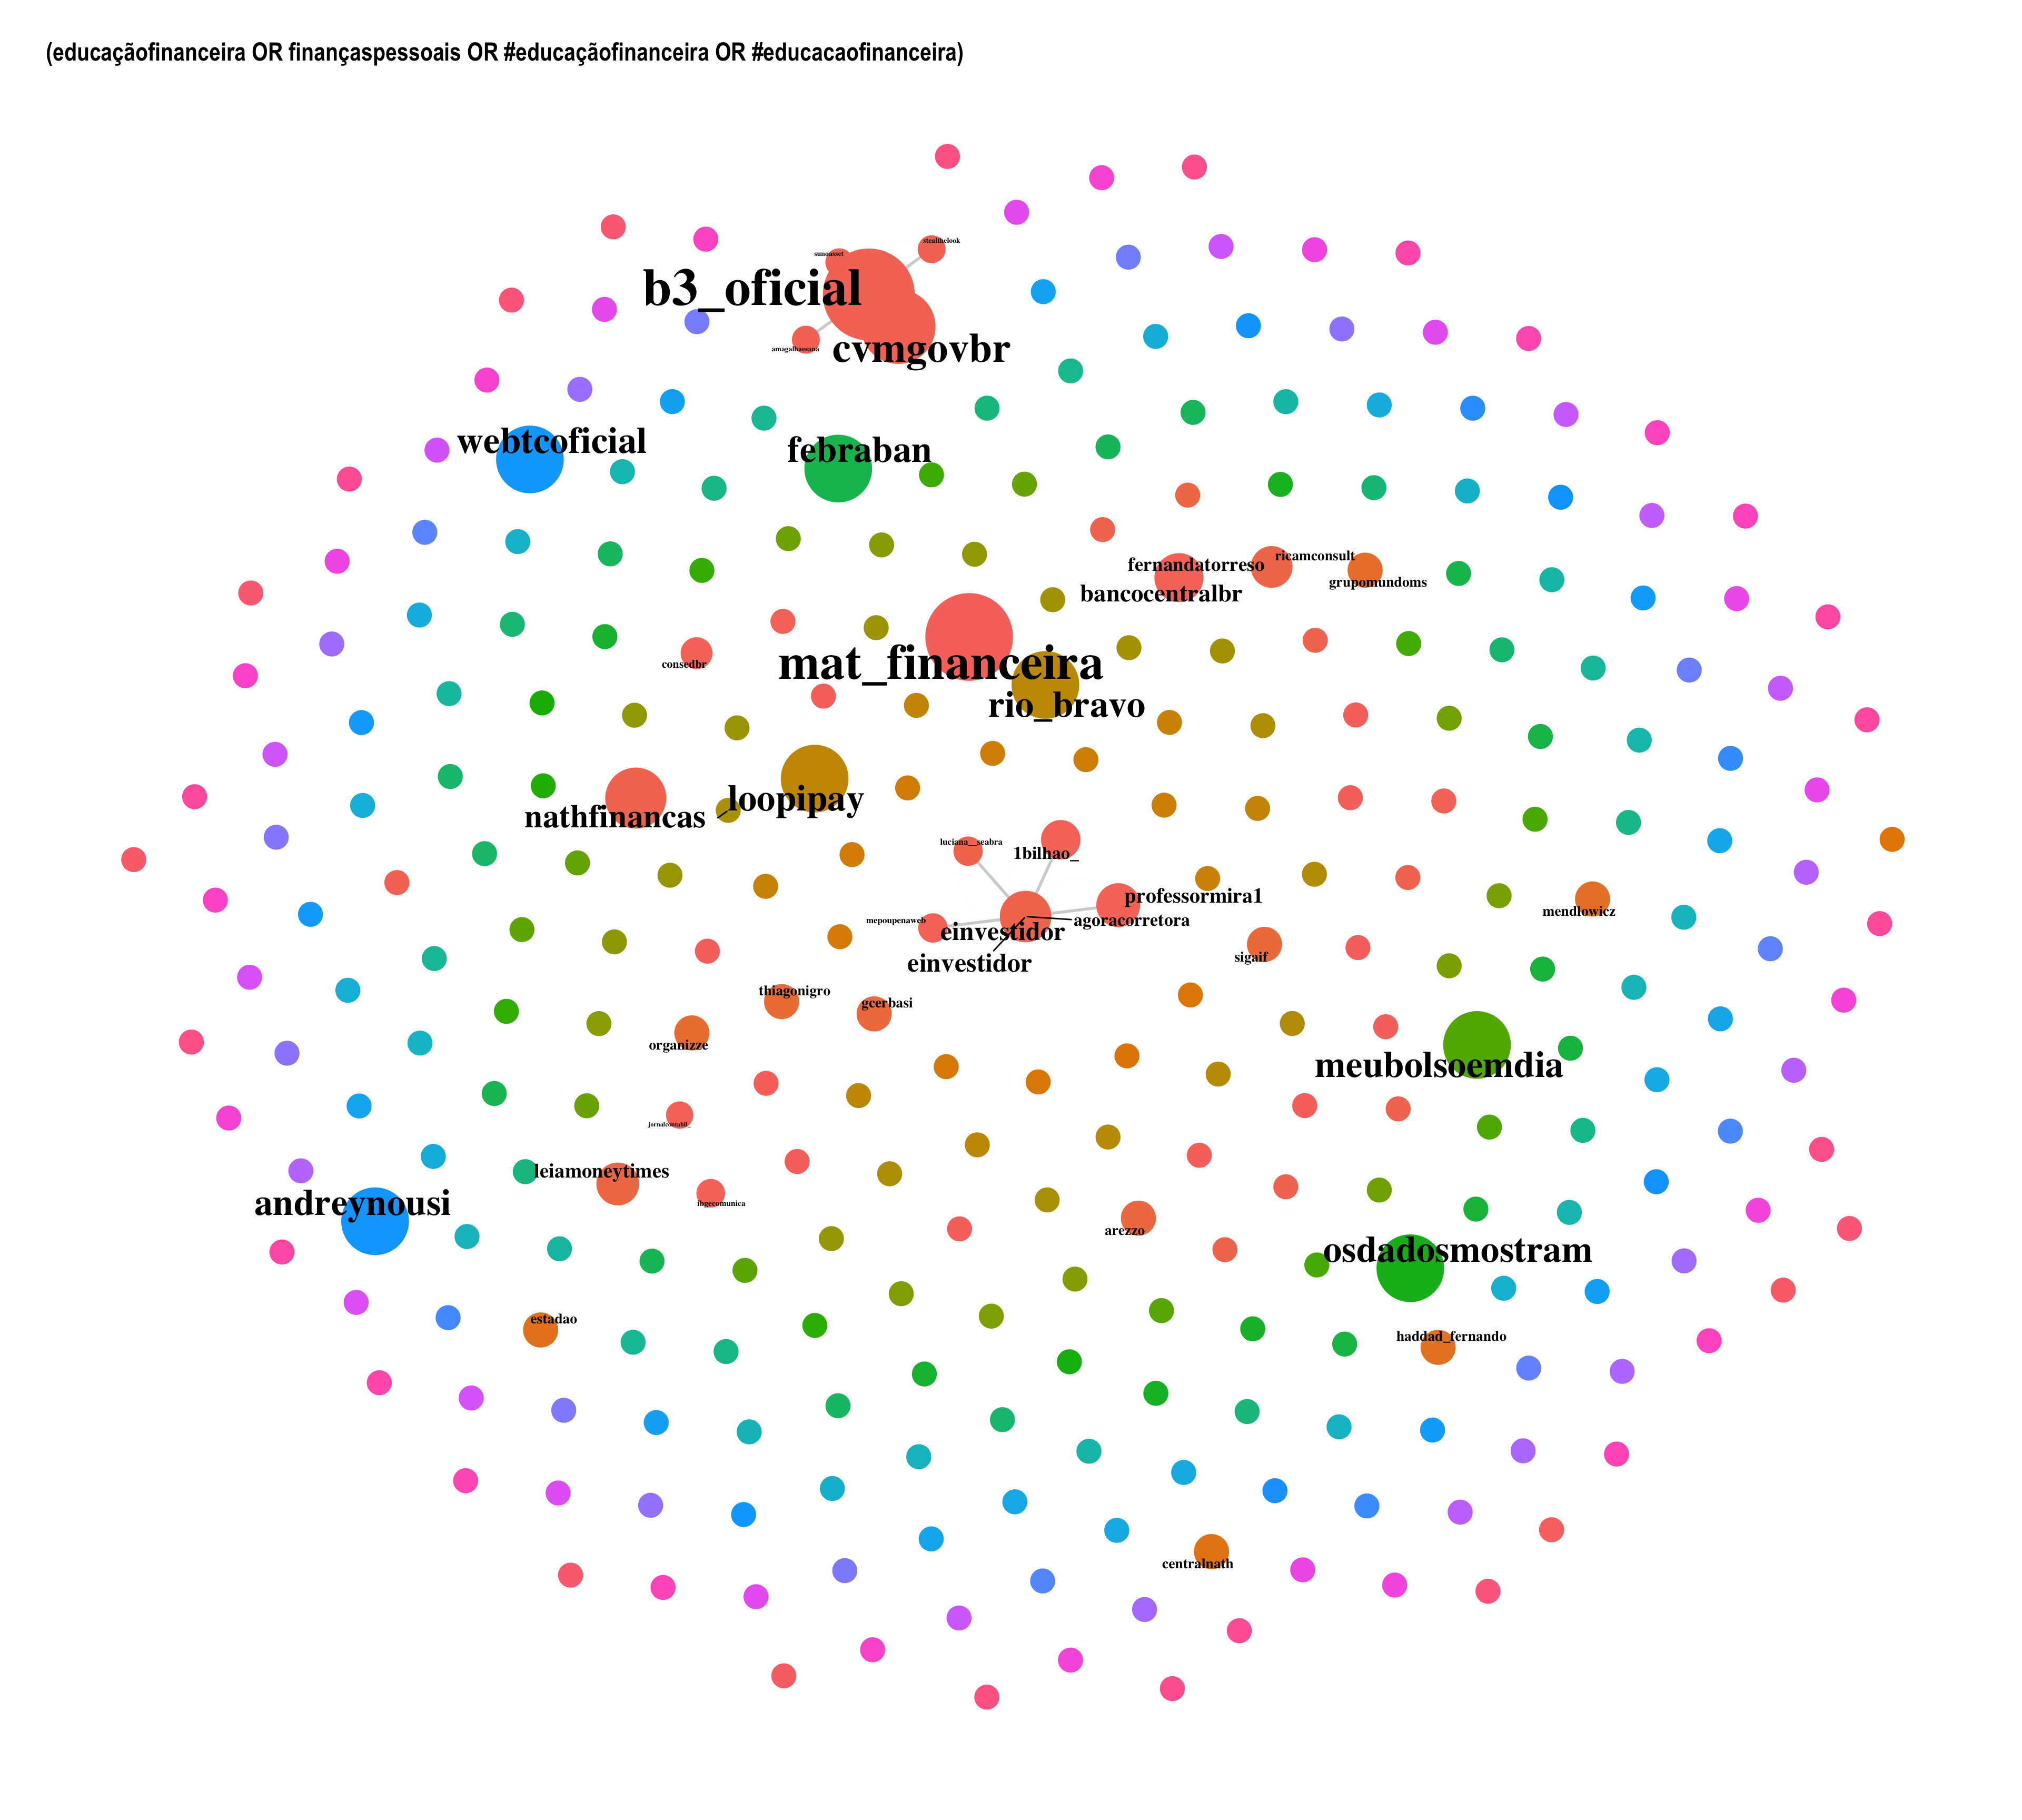 (educaçãofinanceira OR finançaspessoais OR #educaçãofinanceira OR #educacaofinanceira)
stealthelook
sunoasset
b3_oficial
amagalhaesana
cvmgovbr
webtcoficial
febraban
fernandatorreso
ricamconsult
grupomundoms
bancocentralbr
consedbr
mat_financeira
rio_bravo
loopipay
nathfinancas
luciana__seabra
1bilhao_
professormira1
mepoupenaweb
agoracorretora
einvestidor
einvestidor
mendlowicz
sigaif
thiagonigro
gcerbasi
organizze
meubolsoemdia
jornalcontabil_
leiamoneytimes
ibgecomunica
andreynousi
arezzo
osdadosmostram
estadao
haddad_fernando
centralnath